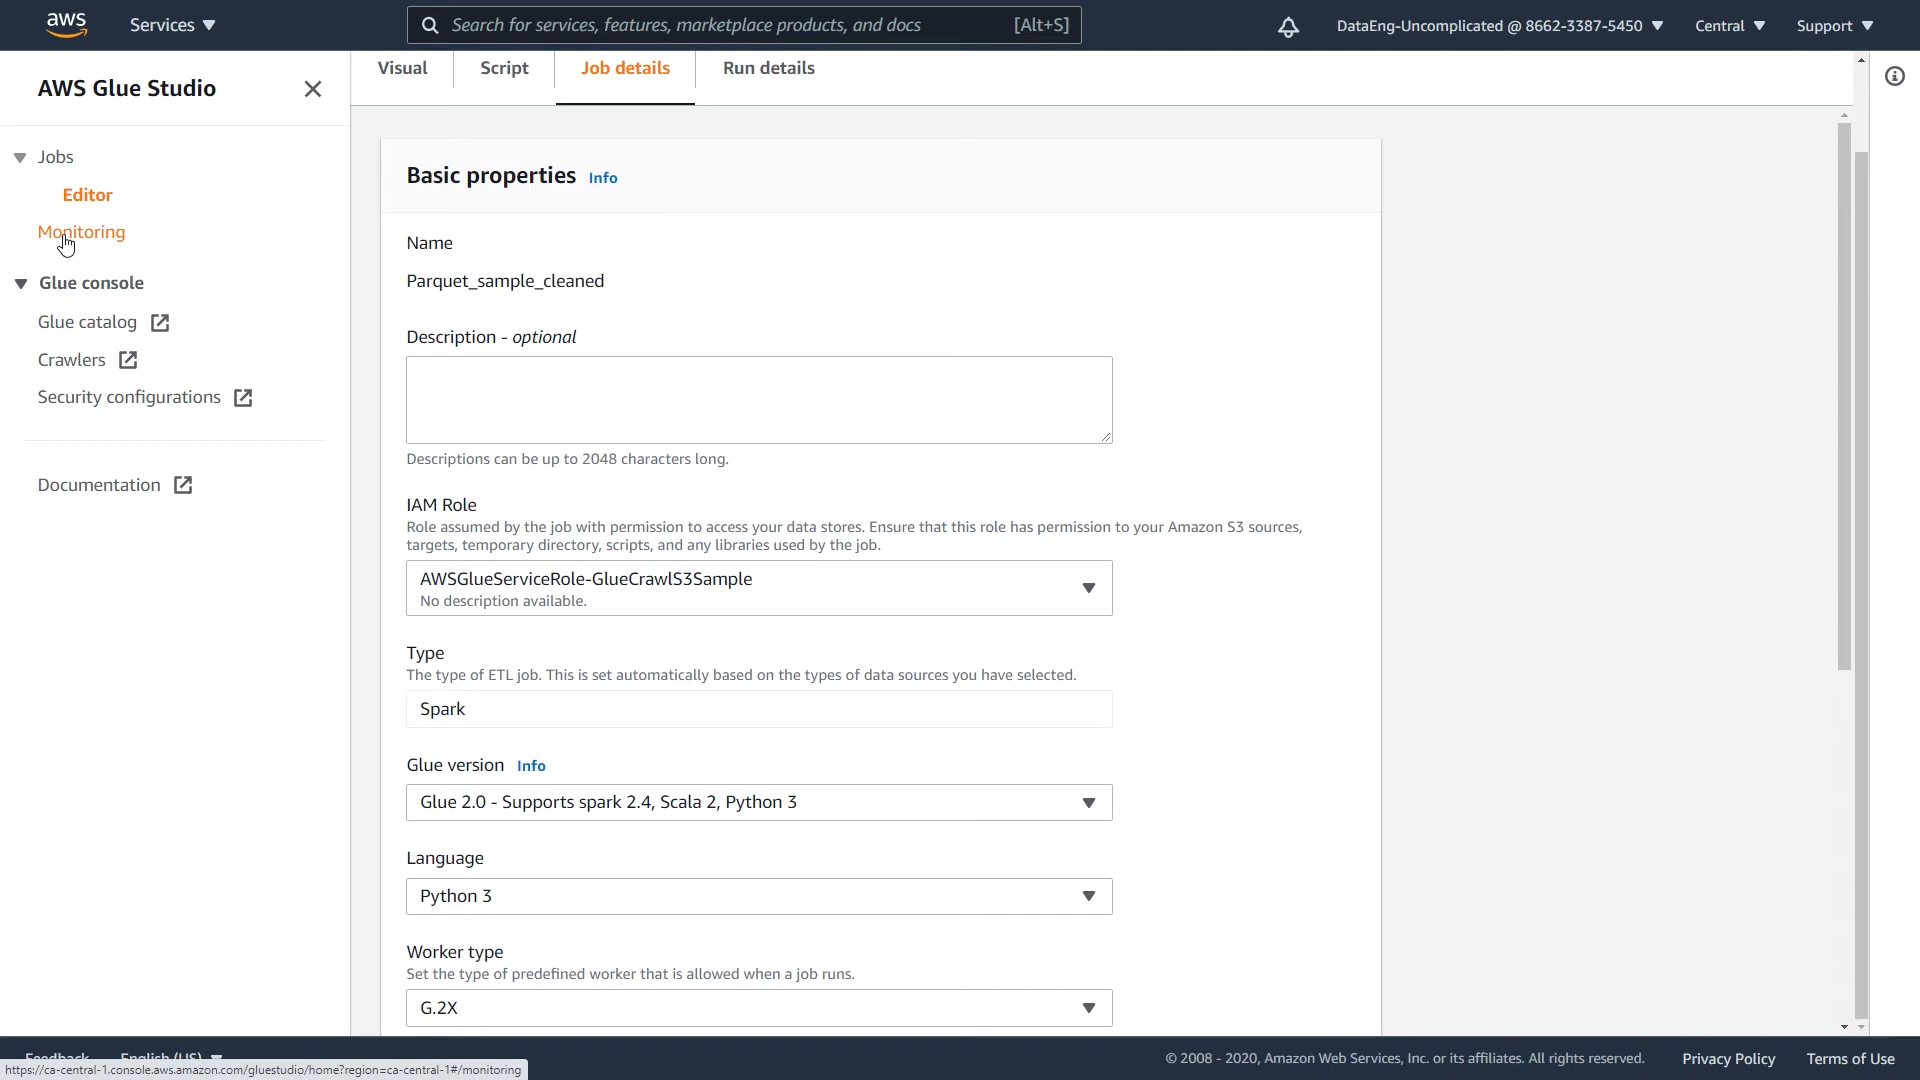 aws
Services
Search for services, features, marketplace products, and docs
[Alt+S]
DataEng-Uncomplicated @ 8662-3387-5450
Central
Support
AWS Glue Studio
Visual
Script
Job details
Run details
Jobs
Editor
Monitoring
Glue console
Glue catalog
Crawlers
Security configurations
Documentation
Basic properties Info
Name
Parquet_sample_cleaned
Description - optional
Descriptions can be up to 2048 characters long.
IAM Role
Role assumed by the job with permission to access your data stores. Ensure that this role has permission to your Amazon S3 sources,
targets, temporary directory, scripts, and any libraries used by the job.
AWSGlueServiceRole-GlueCrawlS3Sample
No description available.
Type
The type of ETL job. This is set automatically based on the types of data sources you have selected.
Spark
Glue version Info
Glue 2.0 - Supports spark 2.4, Scala 2, Python 3
Language
Python 3
Worker type
Set the type of predefined worker that is allowed when a job runs.
G.2X
Feedback
English (US)
© 2008 - 2020, Amazon Web Services, Inc. or its affiliates. All rights reserved.
Privacy Policy
Terms of Use
https://ca-central-1.console.aws.amazon.com/gluestudio/home?region=ca-central-1#/monitoring